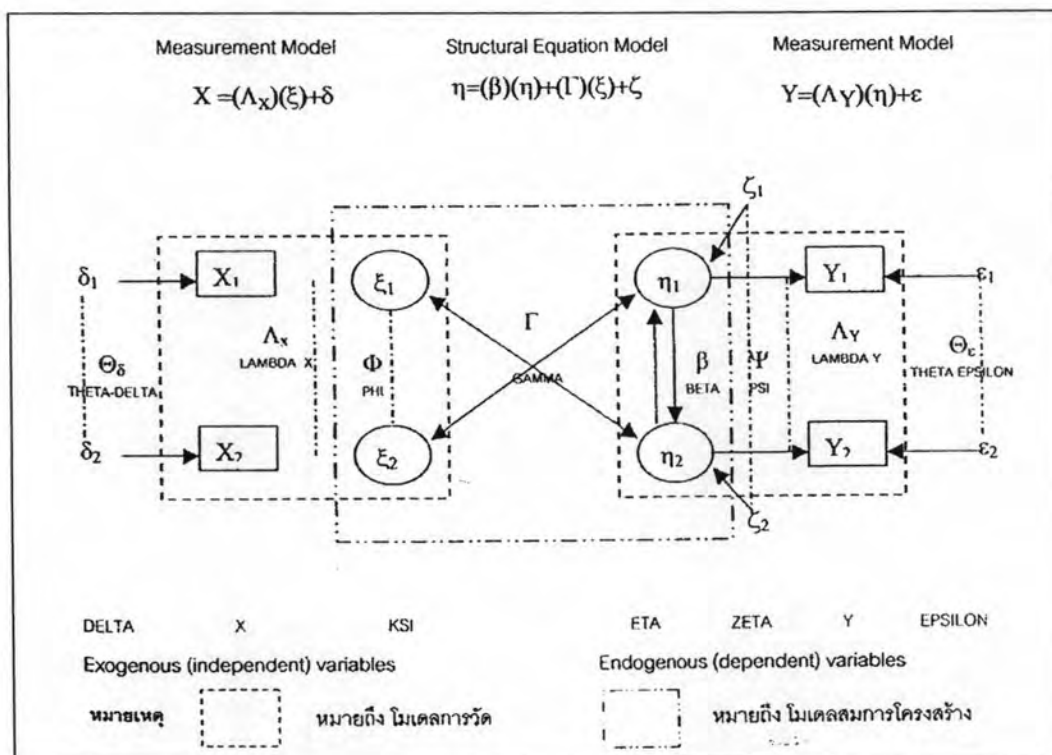 Measurement Model Structural Equation Model Measurement Model
X =(Λx)(ξ)+δ η=(β)(η)+(Γ)(ξ)+ζ Y=(ΛY)(η)+ε
ζ1
δ1 X1 ξ1 η1 Y1 ε1
Γ
Λx Φ β Ψ ΛY
Θδ Θε
LAMBDA X PHI GAMMA BETA PSI LAMBDA Y
THETA-DELTA THETA EPSILON
δ2 X2 ξ2 η2 Y2 ε2
ζ2
DELTA X KSI ETA ZETA Y EPSILON
Exogenous (independent) variables Endogenous (dependent) variables
หมายเหตุ หมายถึง โมเดลการวัด หมายถึง โมเดลสมการโครงสร้าง